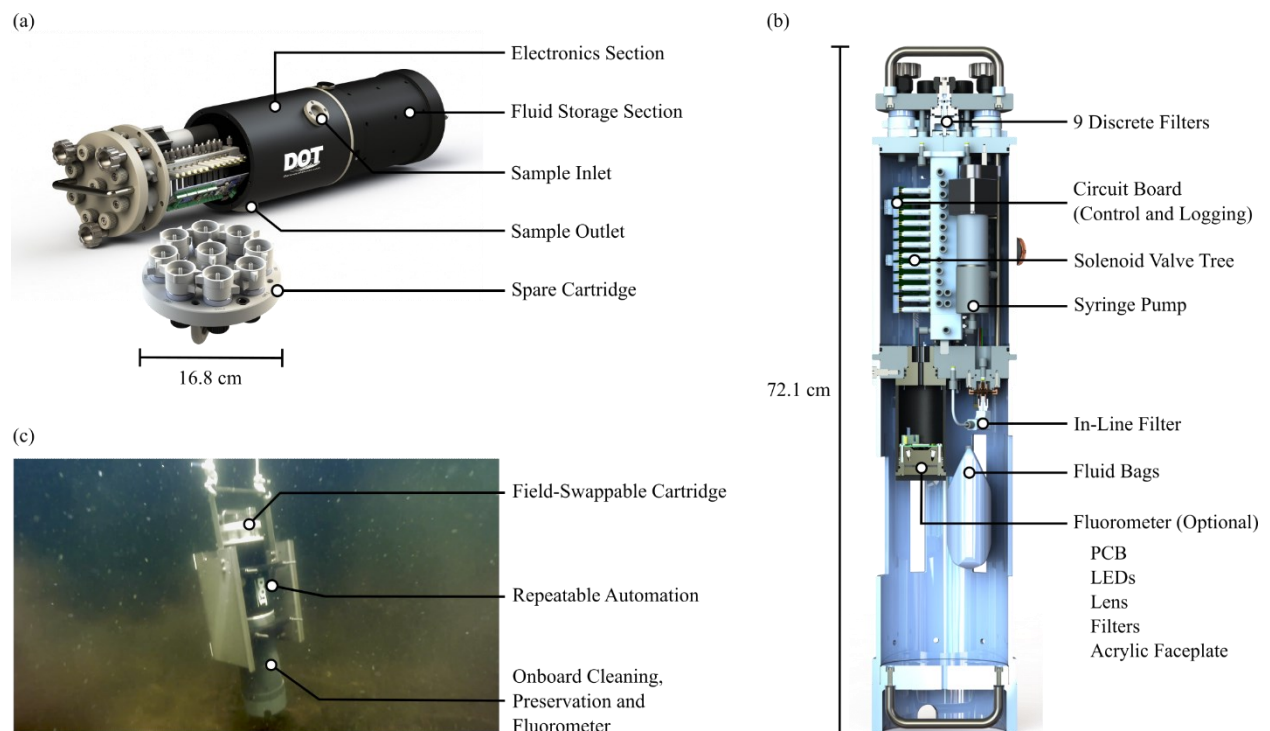 (a)
Electronics Section
Fluid Storage Section
Sample Inlet
DOT
Sample Outlet
Spare Cartridge
16.8 cm
(b)
9 Discrete Filters
Circuit Board
(Control and Logging)
Solenoid Valve Tree
Syringe Pump
72.1 cm
In-Line Filter
Fluid Bags
Fluorometer (Optional)
PCB
LEDs
Lens
Filters
Acrylic Faceplate
(c)
Field-Swappable Cartridge
Repeatable Automation
Onboard Cleaning,
Preservation and
Fluorometer